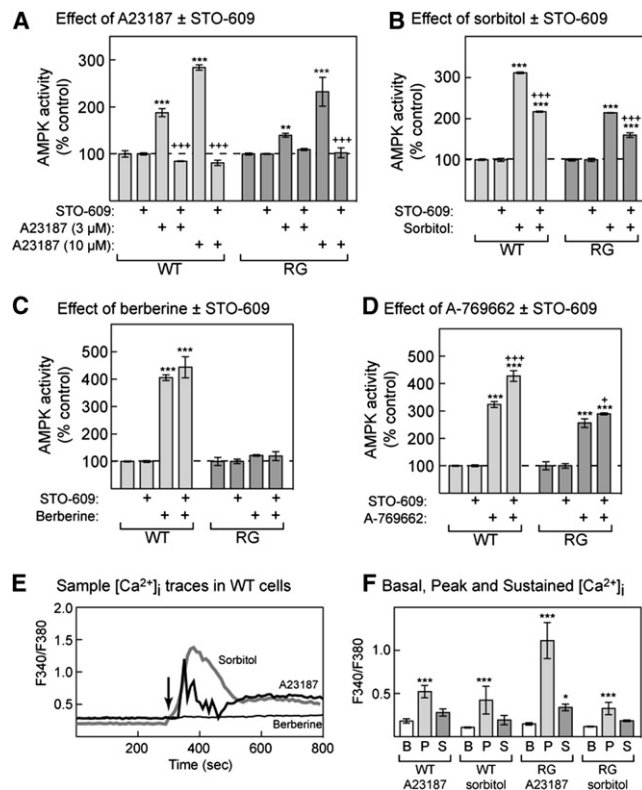 A Effect of A23187 ± STO-609
AMPK activity
(% control)
300
200
100
*** +++ *** +++ ** *** +++
STO-609: + + + + + +
A23187 (3 µM): + + + +
A23187 (10 µM): + + + +
WT RG
B Effect of sorbitol ± STO-609
AMPK activity
(% control)
300
200
100
*** +++ *** *** +++ ***
STO-609: + + + +
Sorbitol: + + + +
WT RG
C Effect of berberine ± STO-609
AMPK activity
(% control)
400
300
200
100
*** ***
STO-609: + + + +
Berberine: + + + +
WT RG
D Effect of A-769662 ± STO-609
AMPK activity
(% control)
500
400
300
200
100
*** +++ *** *** + ***
STO-609: + + + +
A-769662: + + + +
WT RG
E Sample [Ca²⁺]ᵢ traces in WT cells
F340/F380
2.0
1.5
1.0
0.5
Sorbitol
A23187
Berberine
0 200 400 600 800
Time (sec)
F Basal, Peak and Sustained [Ca²⁺]ᵢ
F340/F380
1.0
0.5
*** *** *** * ***
B P S B P S B P S B P S
WT WT RG RG
A23187 sorbitol A23187 sorbitol